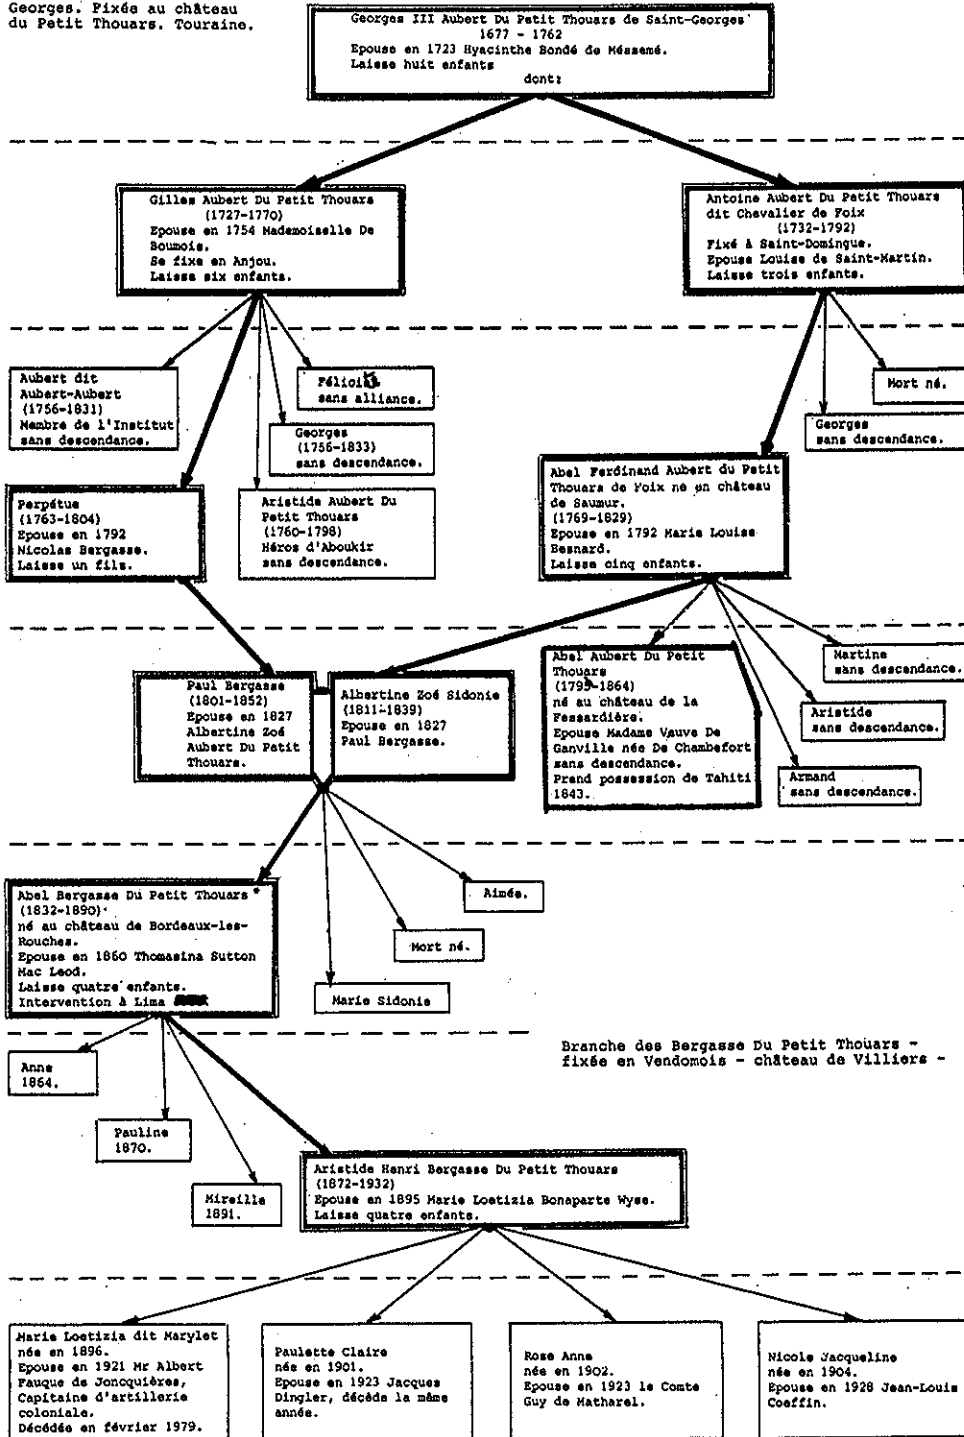 Georges. Fixée au château
du Petit Thouars. Touraine.
Georges III Aubert Du Petit Thouars de Saint-Georges
1677 - 1762
Epouse en 1723 Hyacinthe Bondé de Méssemé.
Laisse huit enfants
dont:
Gilles Aubert Du Petit Thouars
(1727-1770)
Epouse en 1754 Mademoiselle De
Boumois.
Se fixe en Anjou.
Laisse six enfants.
Antoine Aubert Du Petit Thouars
dit Chevalier de Foix
(1732-1792)
Fixé à Saint-Domingue.
Epouse Louise de Saint-Martin.
Laisse trois enfants.
Aubert dit
Aubert-Aubert
(1756-1831)
Membre de l'Institut
sans descendance.
Félicité
sans alliance.
Georges
(1756-1833)
sans descendance.
Mort né.
Georges
sans descendance.
Perpétue
(1763-1804)
Epouse en 1792
Nicolas Bergasse.
Laisse un fils.
Aristide Aubert Du
Petit Thouars
(1760-1798)
Héros d'Aboukir
sans descendance.
Abel Ferdinand Aubert du Petit
Thouars de Foix né en château
de Saumur.
(1769-1829)
Epouse en 1792 Marie Louise
Besnard.
Laisse cinq enfants.
Paul Bergasse
(1801-1852)
Epouse en 1827
Albertine Zoé
Aubert Du Petit
Thouars.
Albertine Zoé Sidonie
(1811-1839)
Epouse en 1827
Paul Bergasse.
Abel Aubert Du Petit
Thouars
(1793-1864)
né au château de la
Fessardière.
Epouse Madame Vauve De
Ganville née De Chambefort
sans descendance.
Prend possession de Tahiti
1843.
Martine
sans descendance.
Aristide
sans descendance.
Armand
sans descendance.
Abel Bergasse Du Petit Thouars
(1832-1890)
né au château de Bordeaux-les-
Rouches.
Epouse en 1860 Thomasina Sutton
Mac Leod.
Laisse quatre enfants.
Intervention à Lima
Aimée.
Mort né.
Marie Sidonie
Branche des Bergasse Du Petit Thouars -
fixée en Vendomois - château de Villiers -
Anne
1864.
Pauline
1870.
Mireille
1891.
Aristide Henri Bergasse Du Petit Thouars
(1872-1932)
Epouse en 1895 Marie Loetizia Bonaparte Wyse.
Laisse quatre enfants.
Marie Loetizia dit Marylet
née en 1896.
Epouse en 1921 Mr Albert
Fauque de Joncquières,
Capitaine d'artillerie
coloniale.
Décédée en février 1979.
Paulette Claire
née en 1901.
Epouse en 1923 Jacques
Dingler, décède la même
année.
Rose Anne
née en 1902.
Epouse en 1923 le Comte
Guy de Matharel.
Nicole Jacqueline
née en 1904.
Epouse en 1928 Jean-Louis
Coeffin.